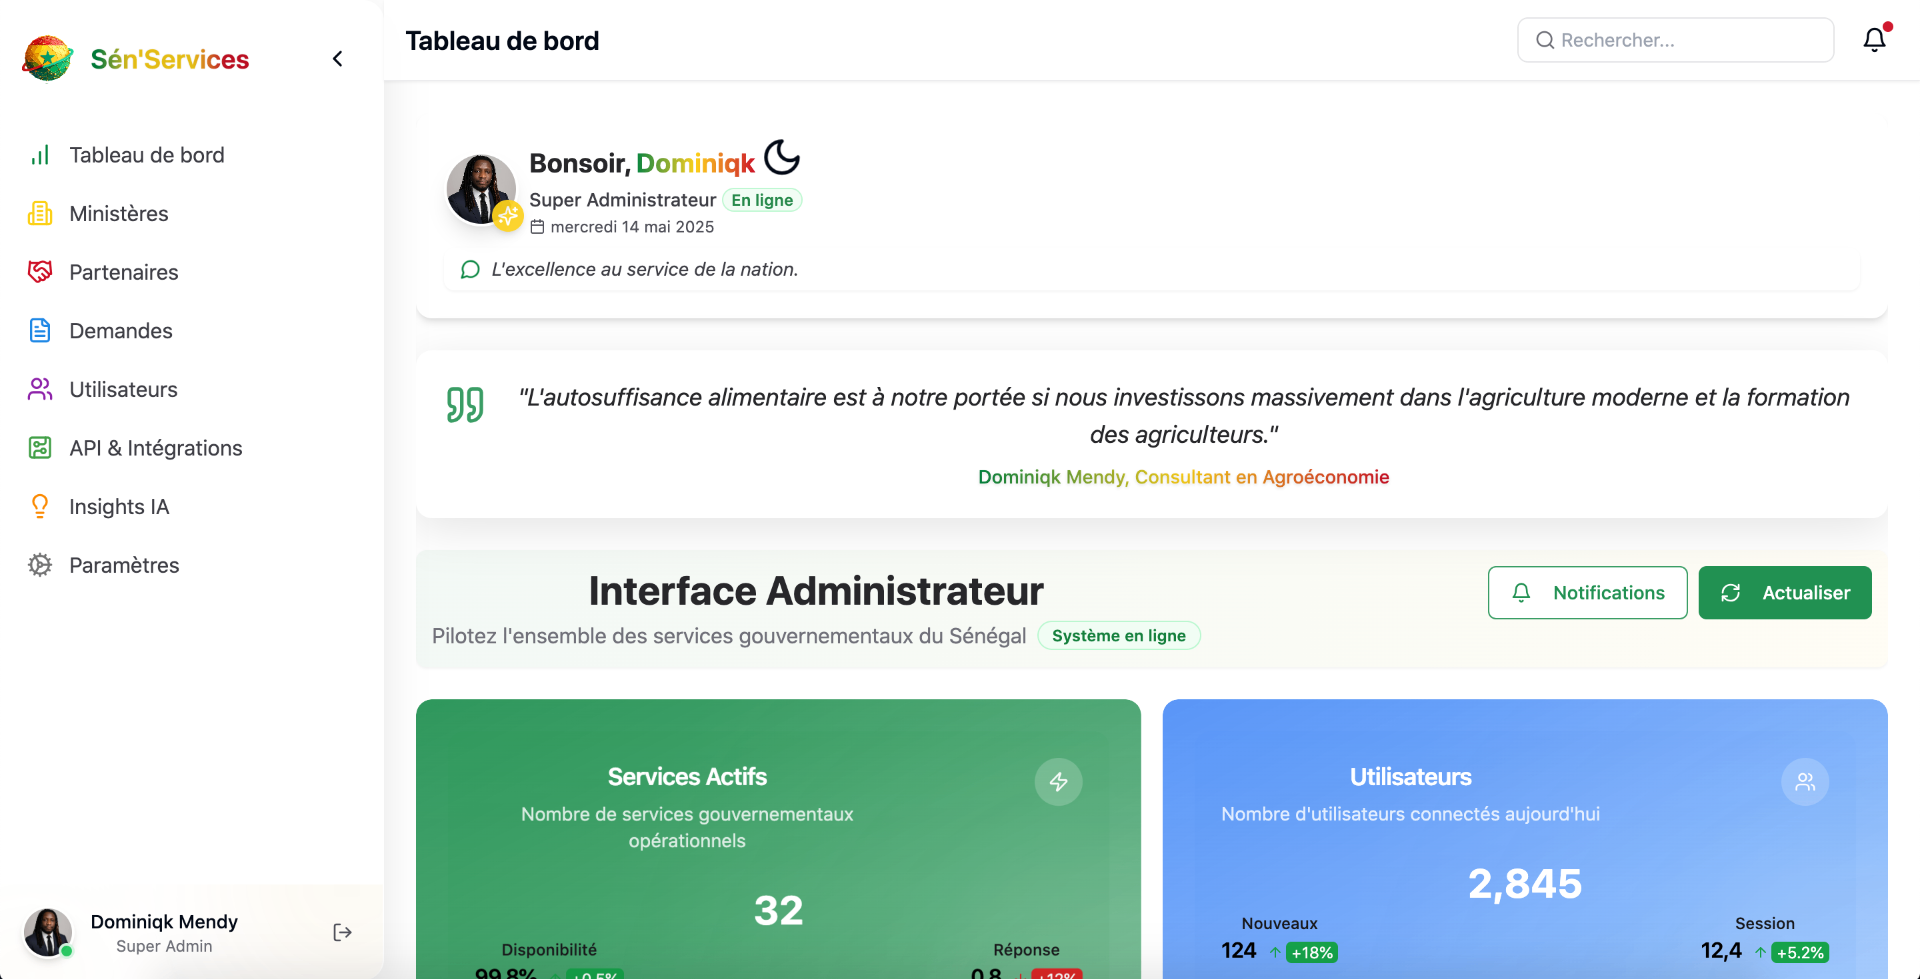 Sén'Services
Tableau de bord
Ministères
Partenaires
Demandes
Utilisateurs
API & Intégrations
Insights IA
Paramètres
Dominiqk Mendy
Super Admin
Tableau de bord
Rechercher...
Bonsoir, Dominiqk
Super Administrateur En ligne
mercredi 14 mai 2025
L'excellence au service de la nation.
"L'autosuffisance alimentaire est à notre portée si nous investissons massivement dans l'agriculture moderne et la formation
des agriculteurs."
Dominiqk Mendy, Consultant en Agroéconomie
Interface Administrateur
Pilotez l'ensemble des services gouvernementaux du Sénégal Système en ligne
Notifications
Actualiser
Services Actifs
Nombre de services gouvernementaux
opérationnels
32
Disponibilité
99.8% +0.5%
Réponse
0.8 +12%
Utilisateurs
Nombre d'utilisateurs connectés aujourd'hui
2,845
Nouveaux
124 +18%
Session
12,4 +5.2%